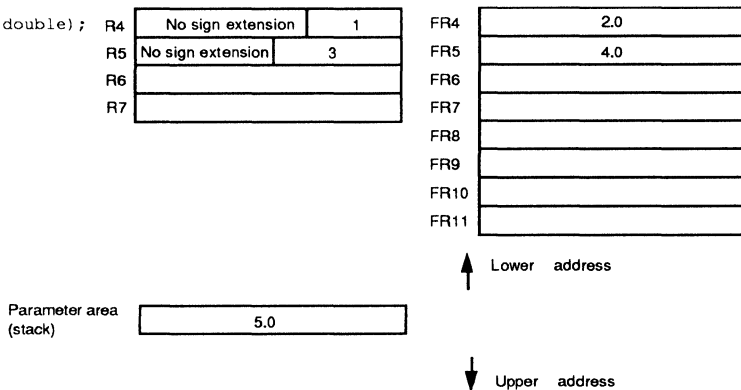 double); R4 No sign extension 1 FR4 2.0
R5 No sign extension 3 FR5 4.0
R6 FR6
R7 FR7
FR8
FR9
FR10
FR11
Lower address
Parameter area
(stack) 5.0
Upper address